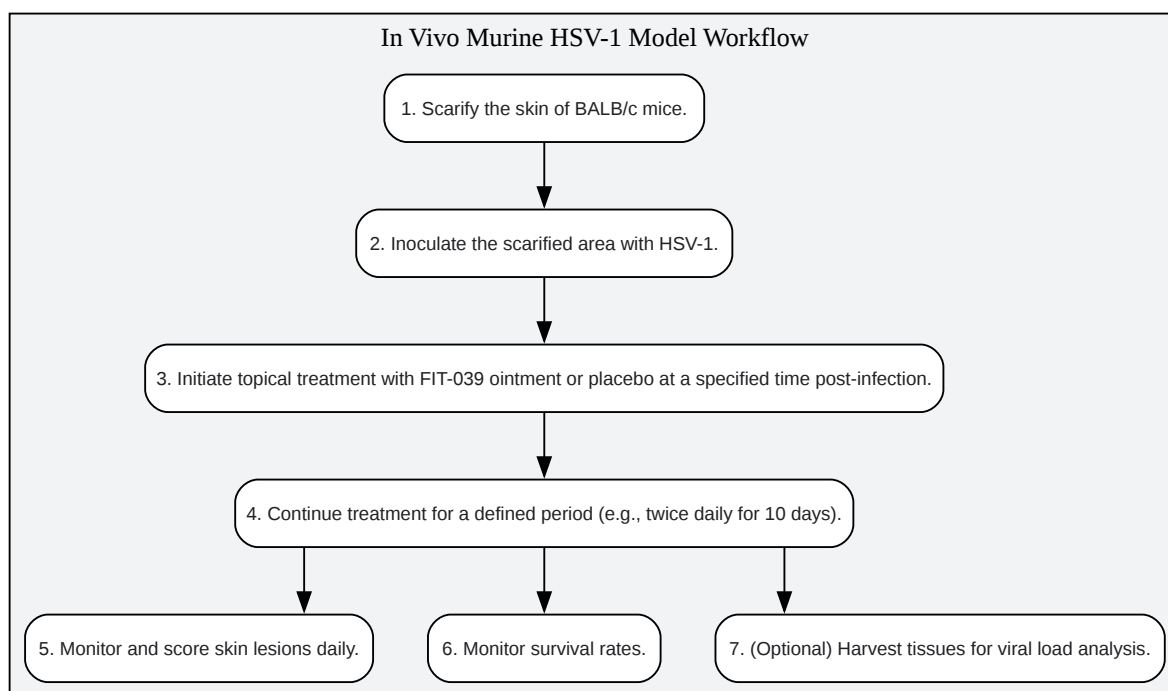 In Vivo Murine HSV-1 Model Workflow
1. Scarify the skin of BALB/c mice.
2. Inoculate the scarified area with HSV-1.
3. Initiate topical treatment with FIT-039 ointment or placebo at a specified time post-infection.
4. Continue treatment for a defined period (e.g., twice daily for 10 days).
5. Monitor and score skin lesions daily.
6. Monitor survival rates.
7. (Optional) Harvest tissues for viral load analysis.